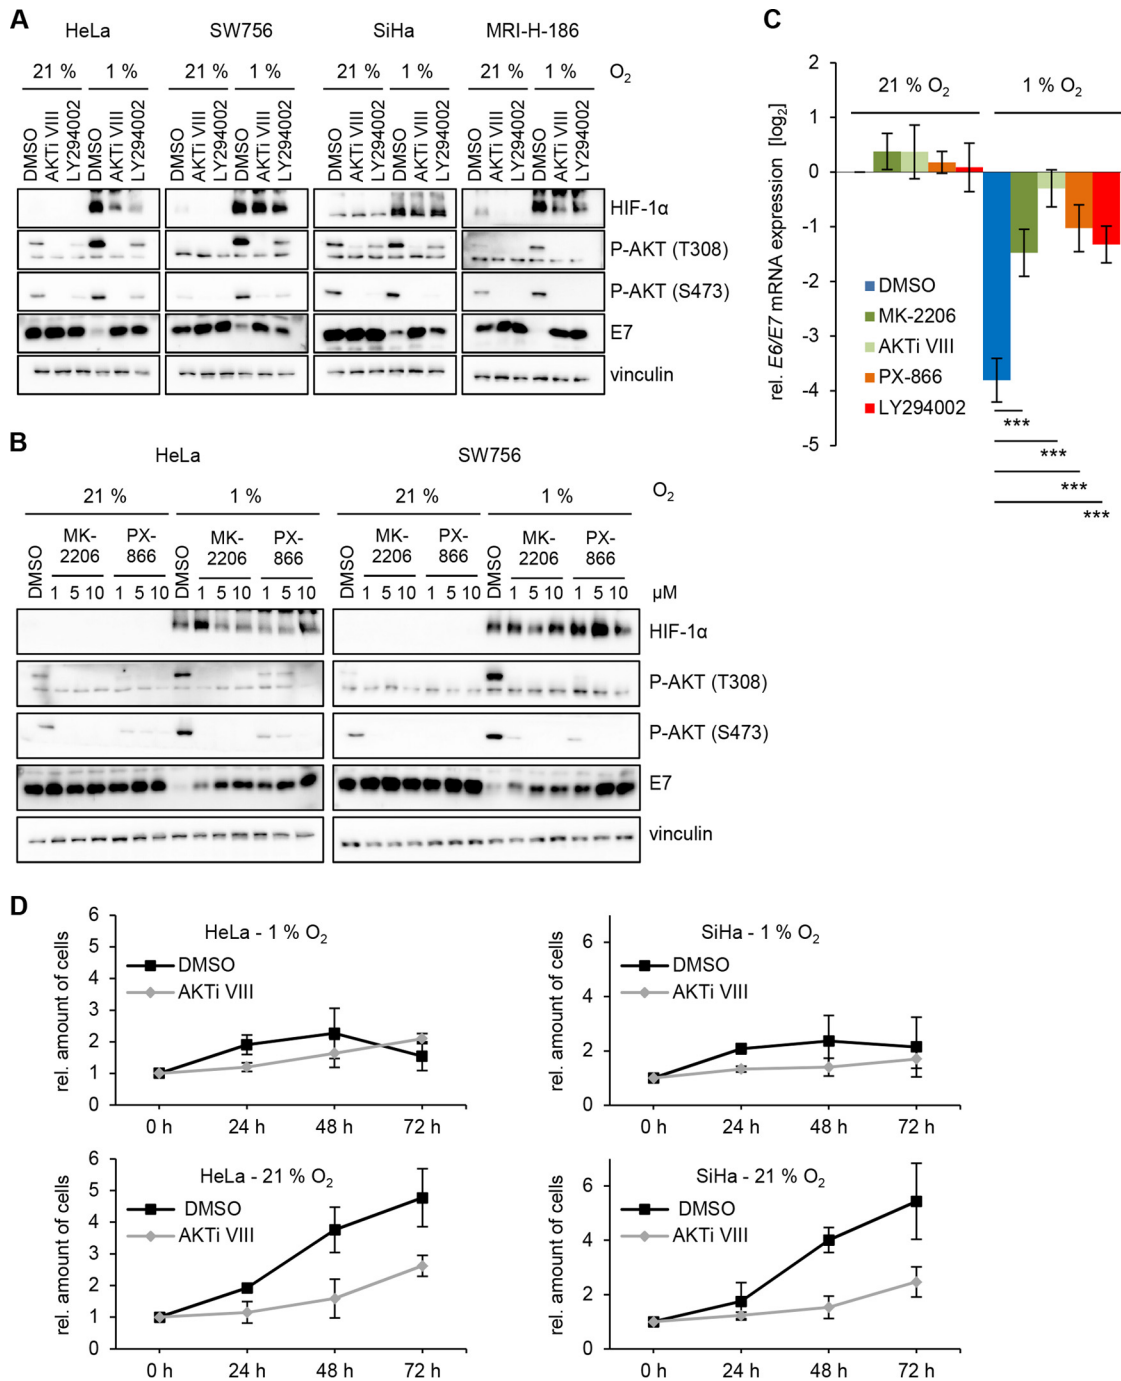 A
HeLa SW756 SiHa MRI-H-186
21 % 1 % 21 % 1 % 21 % 1 % 21 % 1 % O2
DMSO AKTi VIII LY294002 DMSO AKTi VIII LY294002 DMSO AKTi VIII LY294002 DMSO AKTi VIII LY294002 DMSO AKTi VIII LY294002 DMSO AKTi VIII LY294002 DMSO AKTi VIII LY294002 DMSO AKTi VIII LY294002
HIF-1α
P-AKT (T308)
P-AKT (S473)
E7
vinculin
C
rel. E6/E7 mRNA expression [log2]
2
1
0
-1
-2
-3
-4
-5
21 % O2 1 % O2
DMSO
MK-2206
AKTi VIII
PX-866
LY294002
***
***
***
***
B
HeLa SW756
21 % 1 % 21 % 1 % O2
DMSO MK-2206 PX-866 DMSO MK-2206 PX-866 DMSO MK-2206 PX-866 DMSO MK-2206 PX-866
1 5 10 1 5 10 1 5 10 1 5 10 1 5 10 1 5 10 1 5 10 1 5 10 μM
HIF-1α
P-AKT (T308)
P-AKT (S473)
E7
vinculin
D
HeLa - 1 % O2
DMSO
AKTi VIII
rel. amount of cells
6
5
4
3
2
1
0
0 h 24 h 48 h 72 h
SiHa - 1 % O2
DMSO
AKTi VIII
rel. amount of cells
6
4
2
0
0 h 24 h 48 h 72 h
HeLa - 21 % O2
DMSO
AKTi VIII
rel. amount of cells
6
5
4
3
2
1
0
0 h 24 h 48 h 72 h
SiHa - 21 % O2
DMSO
AKTi VIII
rel. amount of cells
6
4
2
0
0 h 24 h 48 h 72 h